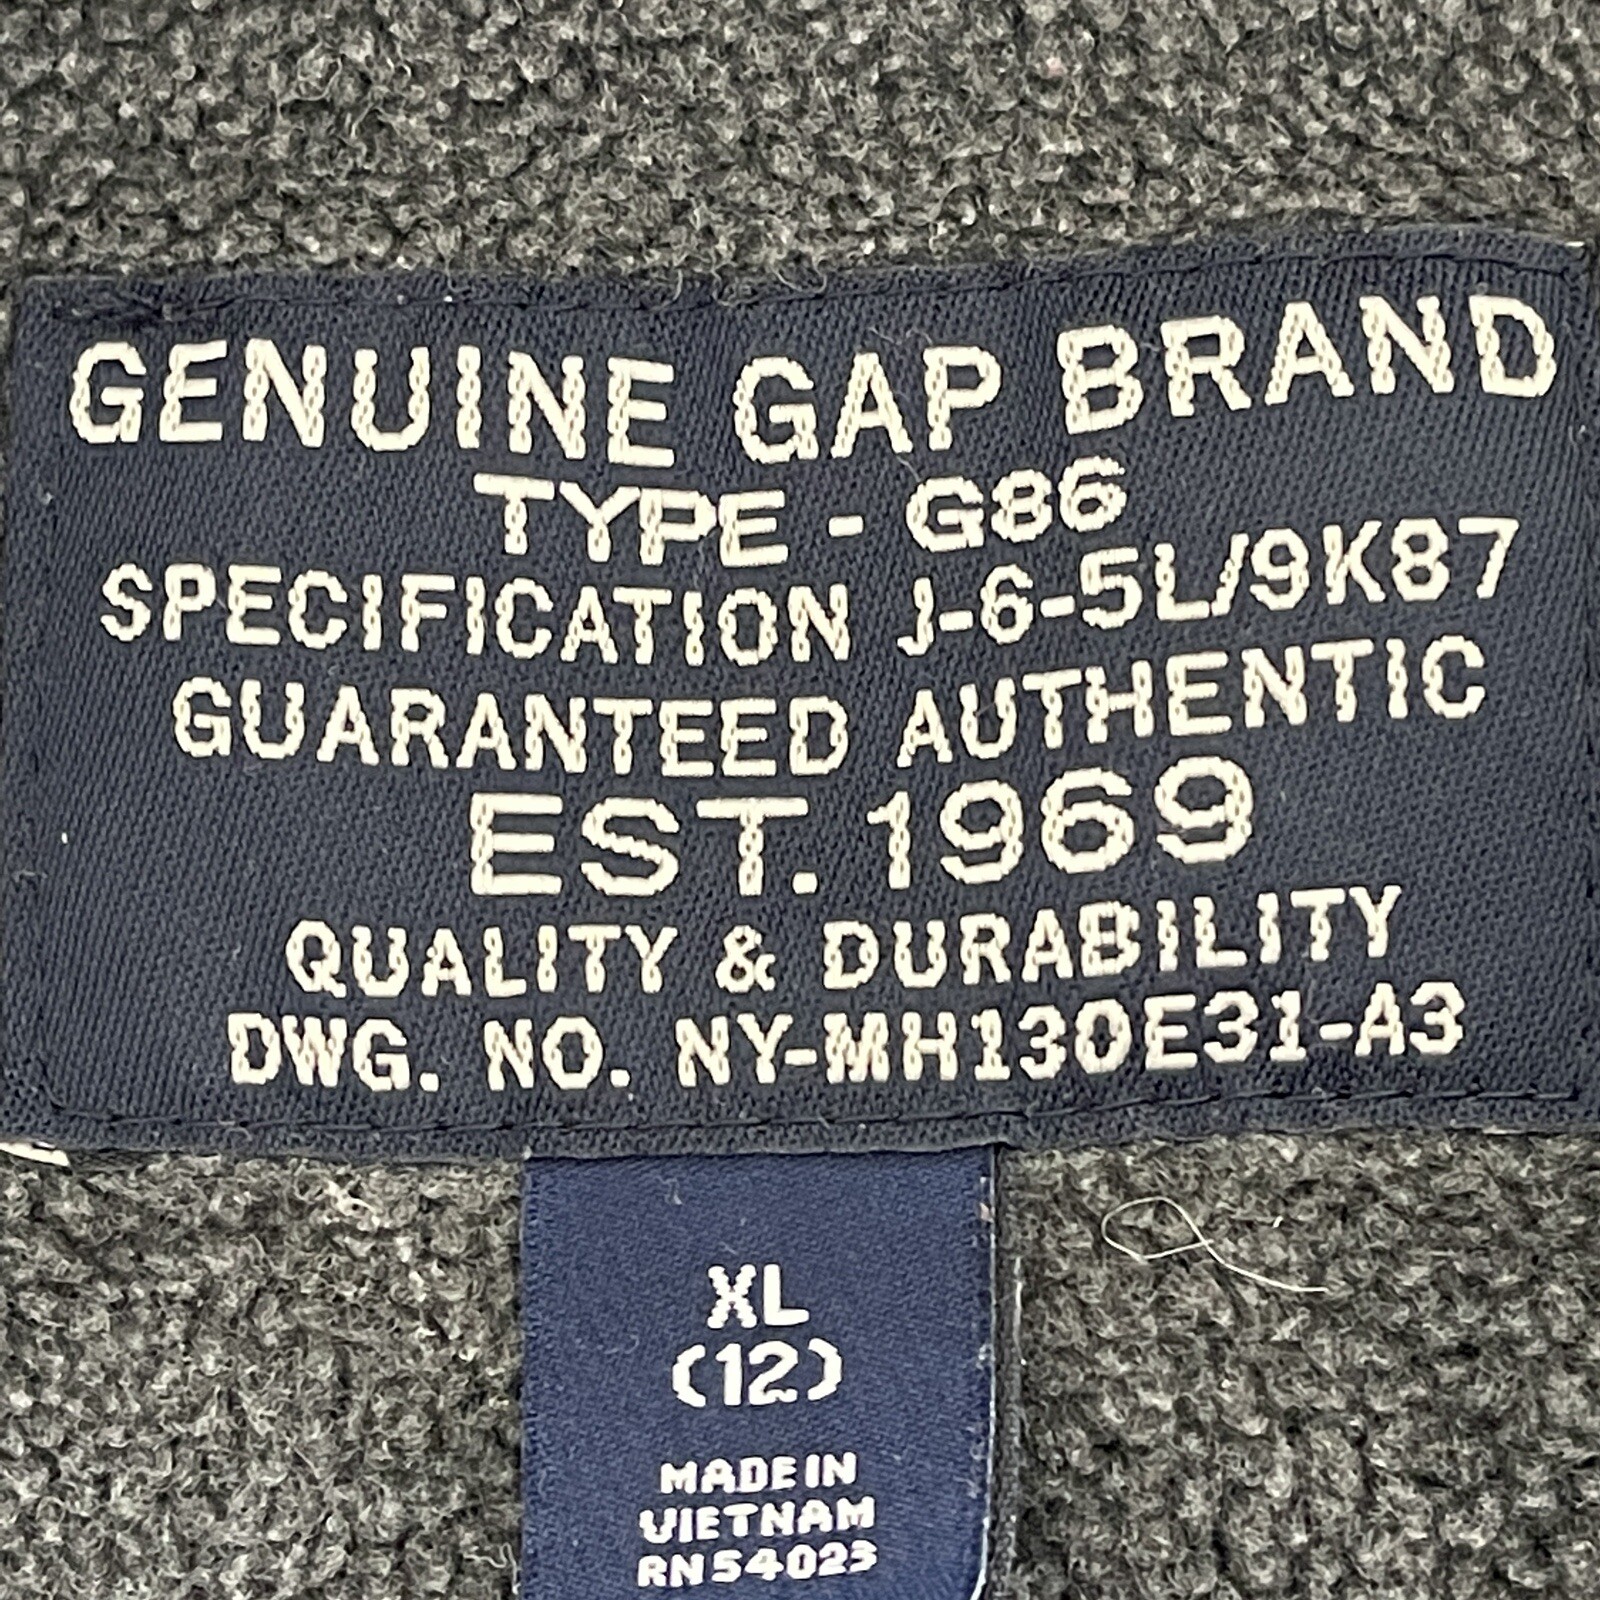 GENUINE GAP BRAND
TYPE - G86
SPECIFICATION J-6-5L/9K87
GUARANTEED AUTHENTIC
EST. 1969
QUALITY & DURABILITY
DWG. NO. NY-MH130E31-A3
XL
(12)
MADE IN
VIETNAM
RN 54023